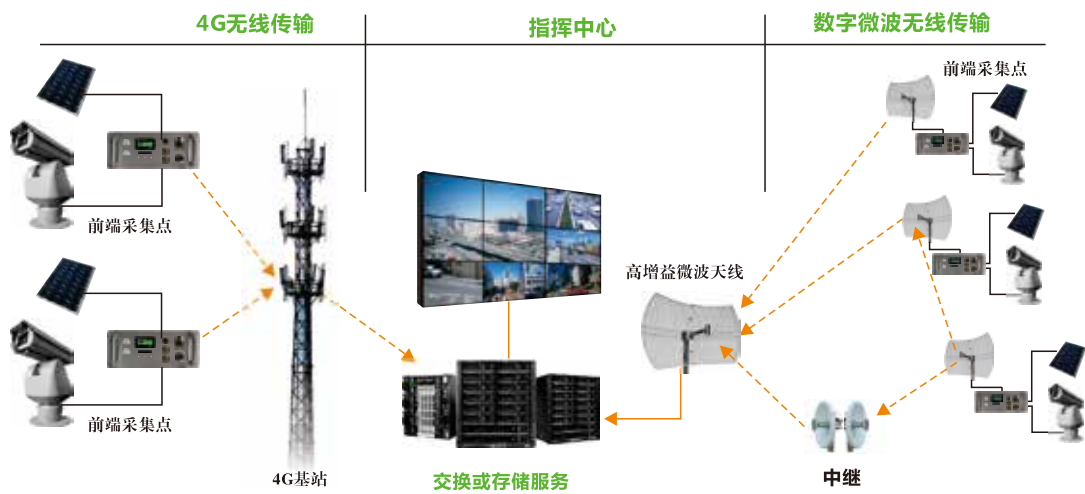 4G无线传输
指挥中心
数字微波无线传输
前端采集点
前端采集点
高增益微波天线
前端采集点
4G基站
交换或存储服务
中继